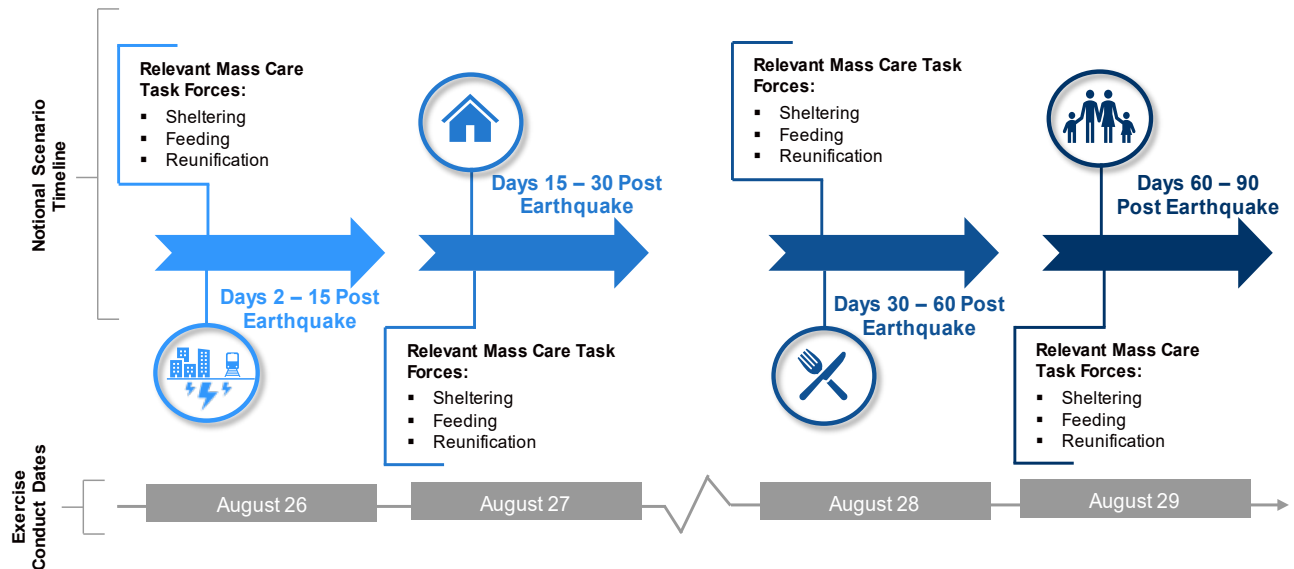 Notional Scenario
Timeline
Relevant Mass Care
Task Forces:
▪ Sheltering
▪ Feeding
▪ Reunification
Days 2 – 15 Post
Earthquake
Days 15 – 30 Post
Earthquake
Relevant Mass Care Task
Forces:
▪ Sheltering
▪ Feeding
▪ Reunification
Relevant Mass Care Task
Forces:
▪ Sheltering
▪ Feeding
▪ Reunification
Days 30 – 60 Post
Earthquake
Days 60 – 90
Post Earthquake
Relevant Mass Care
Task Forces:
▪ Sheltering
▪ Feeding
▪ Reunification
Exercise
Conduct Dates
August 26
August 27
August 28
August 29